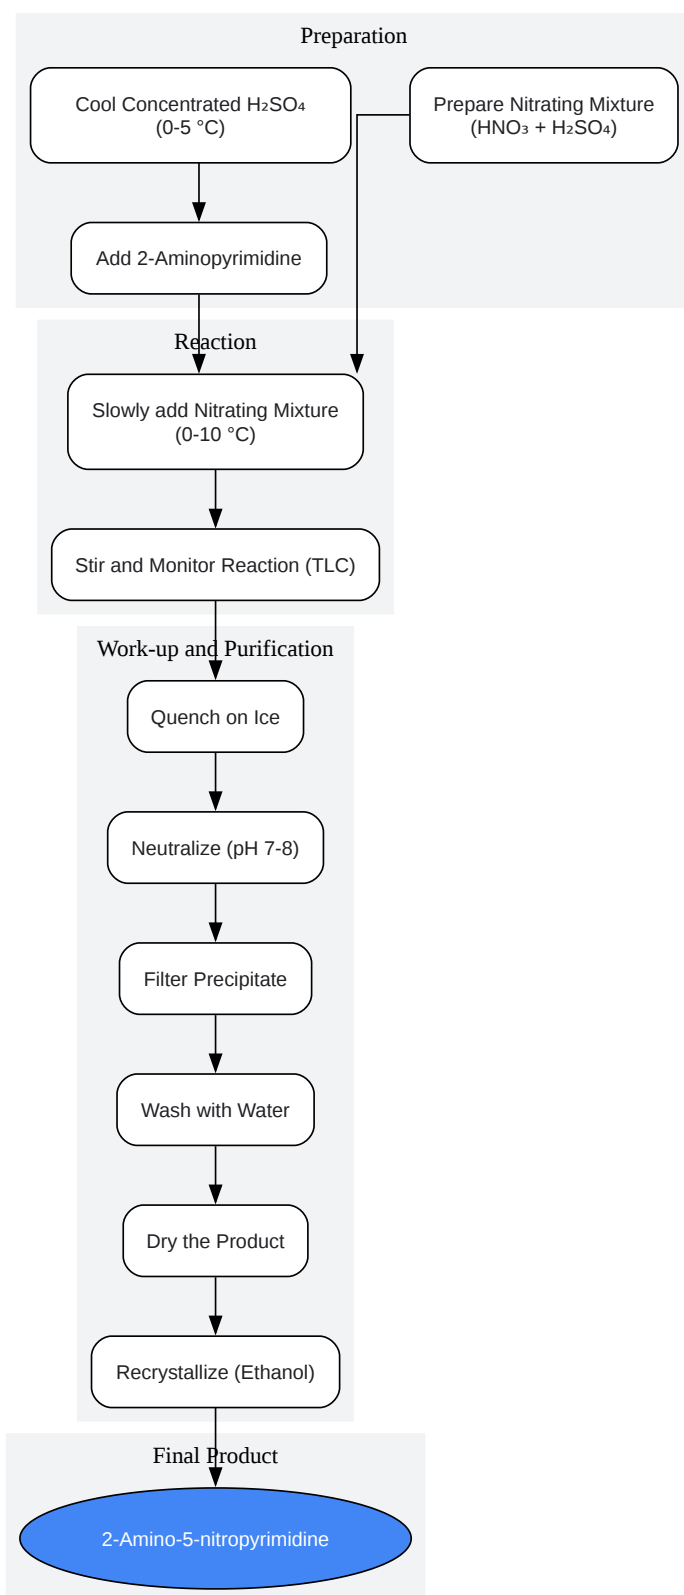 Preparation
Cool Concentrated H₂SO₄
(0-5 °C)
Prepare Nitrating Mixture
(HNO₃ + H₂SO₄)
Add 2-Aminopyrimidine
Reaction
Slowly add Nitrating Mixture
(0-10 °C)
Stir and Monitor Reaction (TLC)
Work-up and Purification
Quench on Ice
Neutralize (pH 7-8)
Filter Precipitate
Wash with Water
Dry the Product
Recrystallize (Ethanol)
Final Product
2-Amino-5-nitropyrimidine